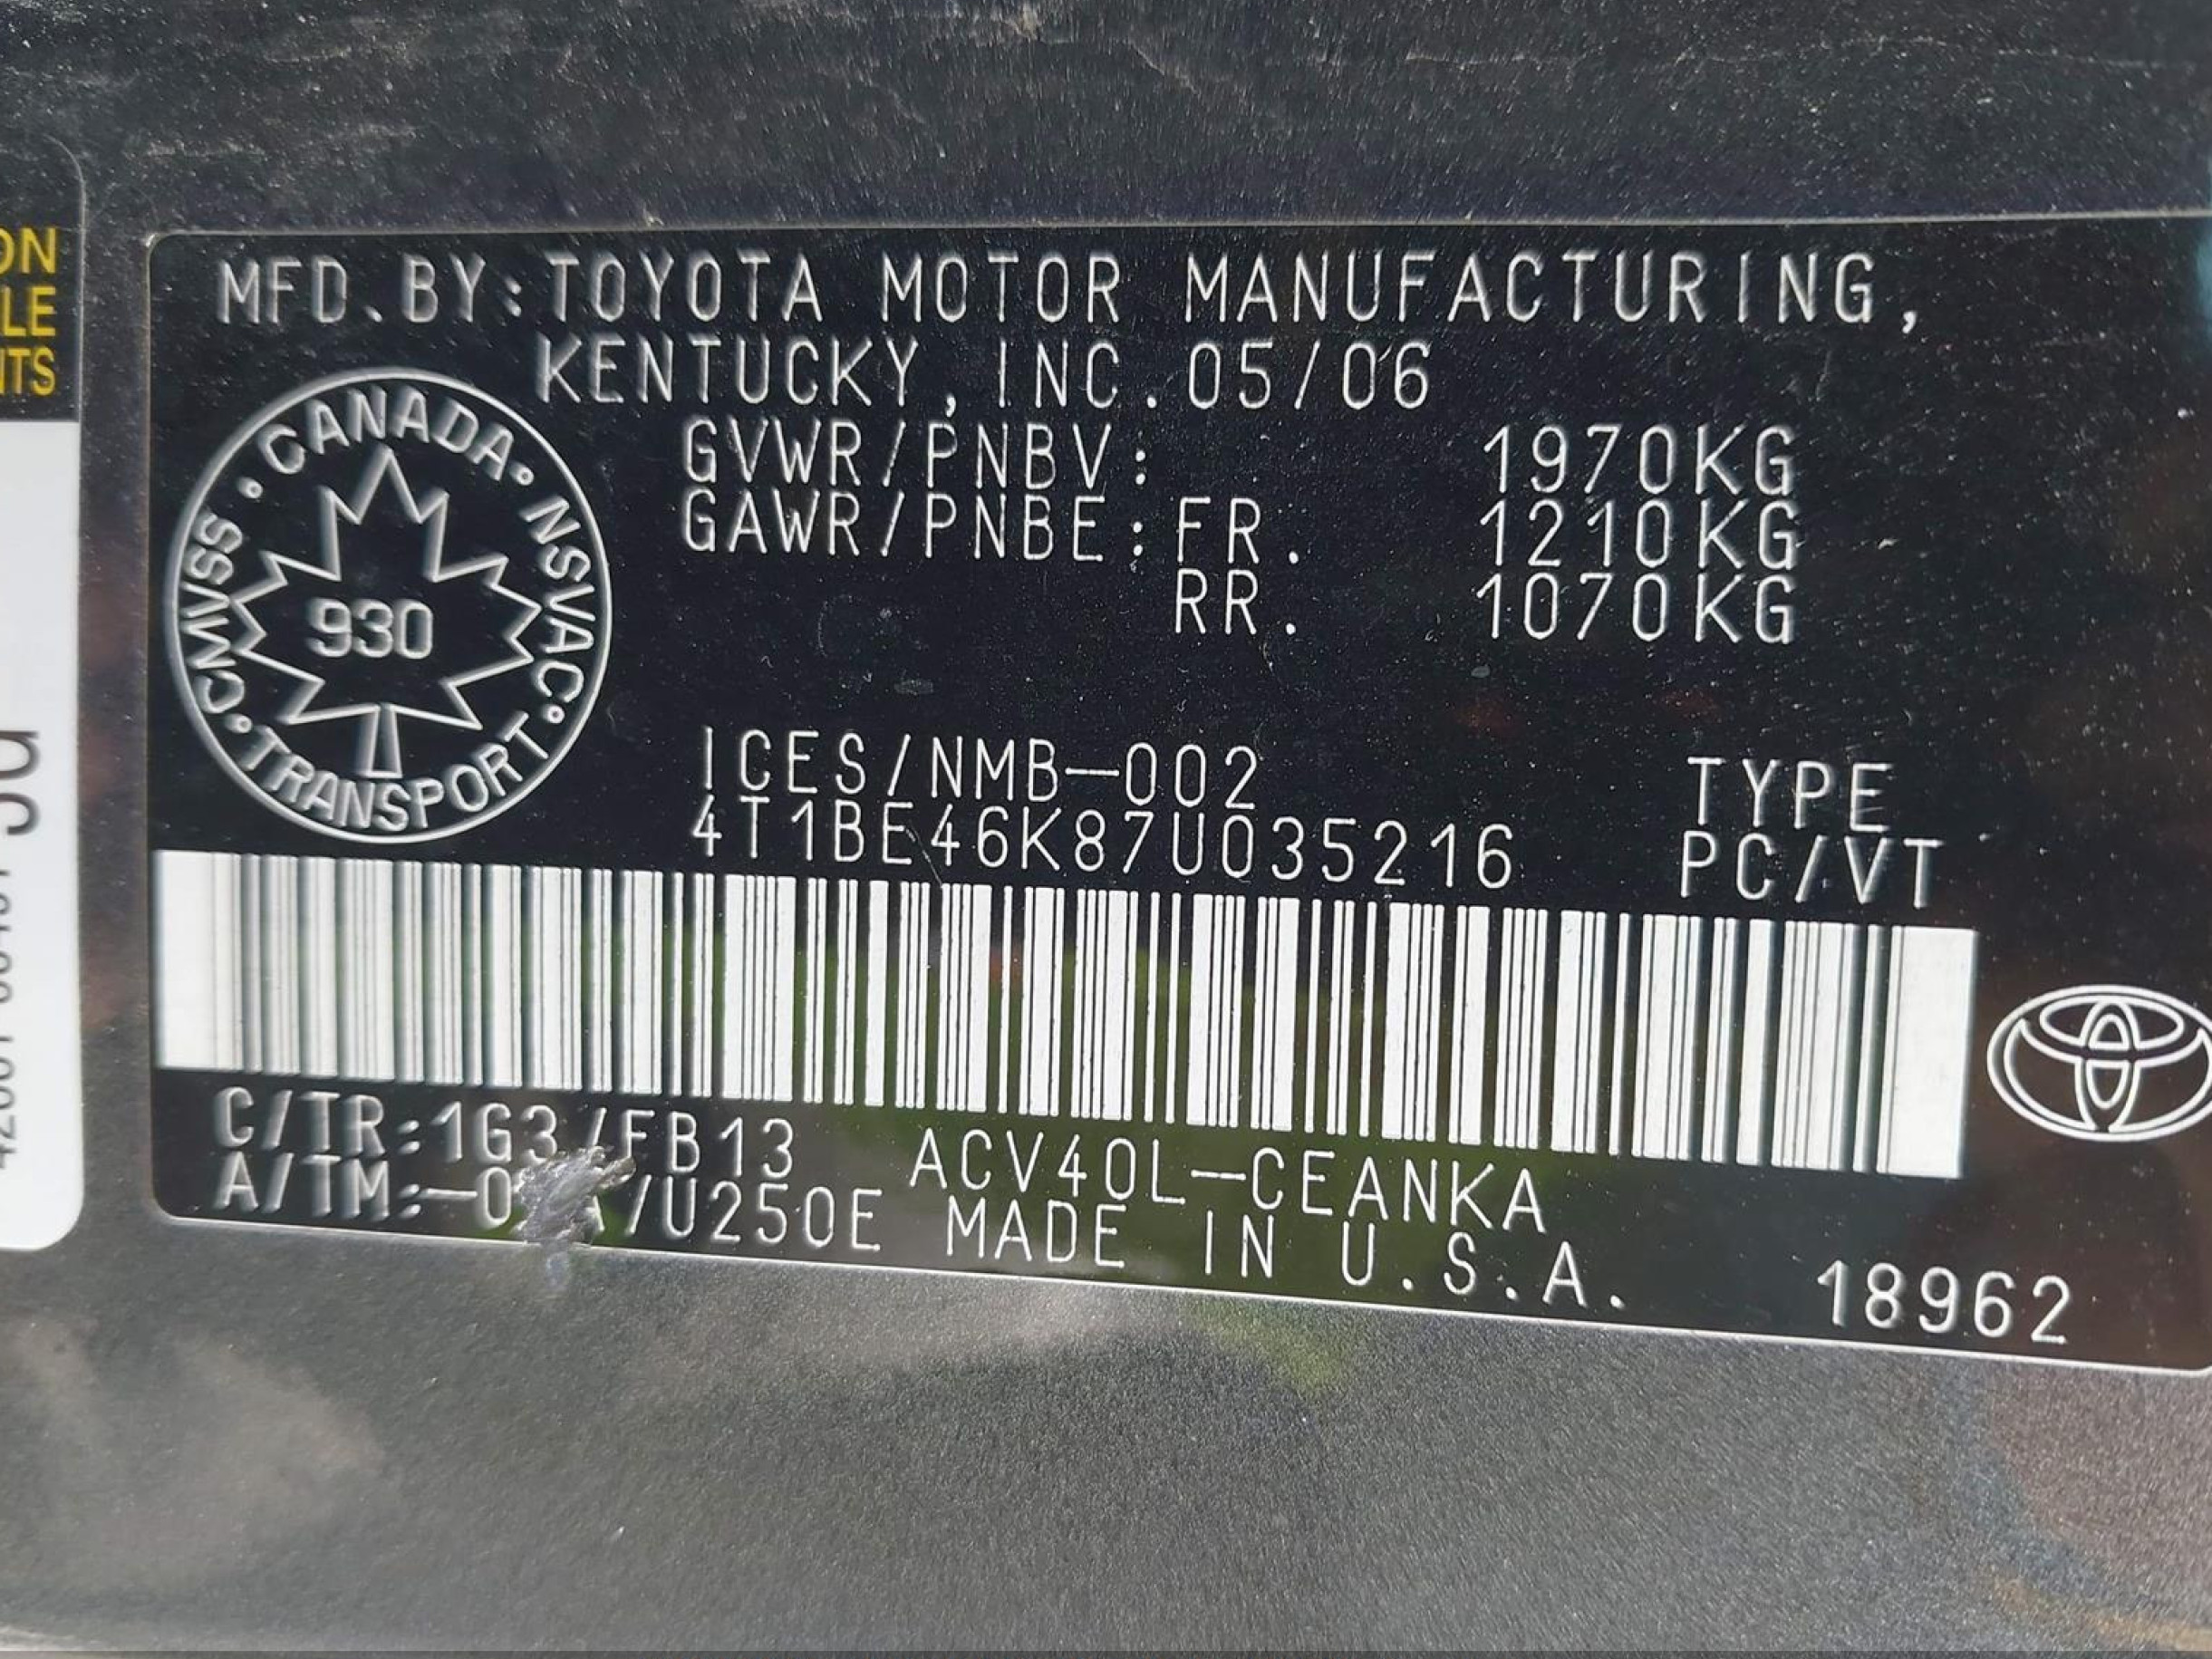 MFD.BY:TOYOTA MOTOR MANUFACTURING,
KENTUCKY, INC.05/06
GVWR/PNBV: 1970KG
GAWR/PNBE:FR. 1210KG
RR. 1070KG
CMVSS • CANADA • NSVAC • TRANSPORT
930
ICES/NMB-002
TYPE
4T1BE46K87U035216
PC/VT
C/TR:1G3/FB13 ACV40L-CEANKA
A/TM: /U250E MADE IN U.S.A.
18962
ON
LE
NTS